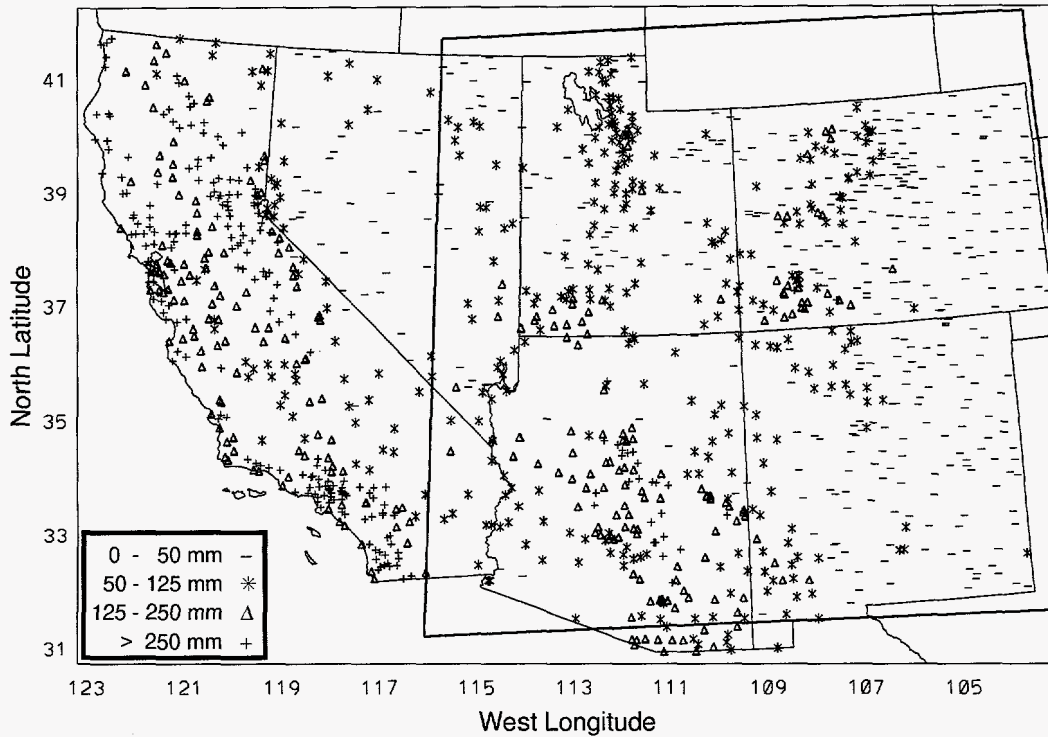 41
39
37
35
33
31
North Latitude
0 - 50 mm –
50 - 125 mm ✳
125 - 250 mm △
> 250 mm +
123 121 119 117 115 113 111 109 107 105
West Longitude